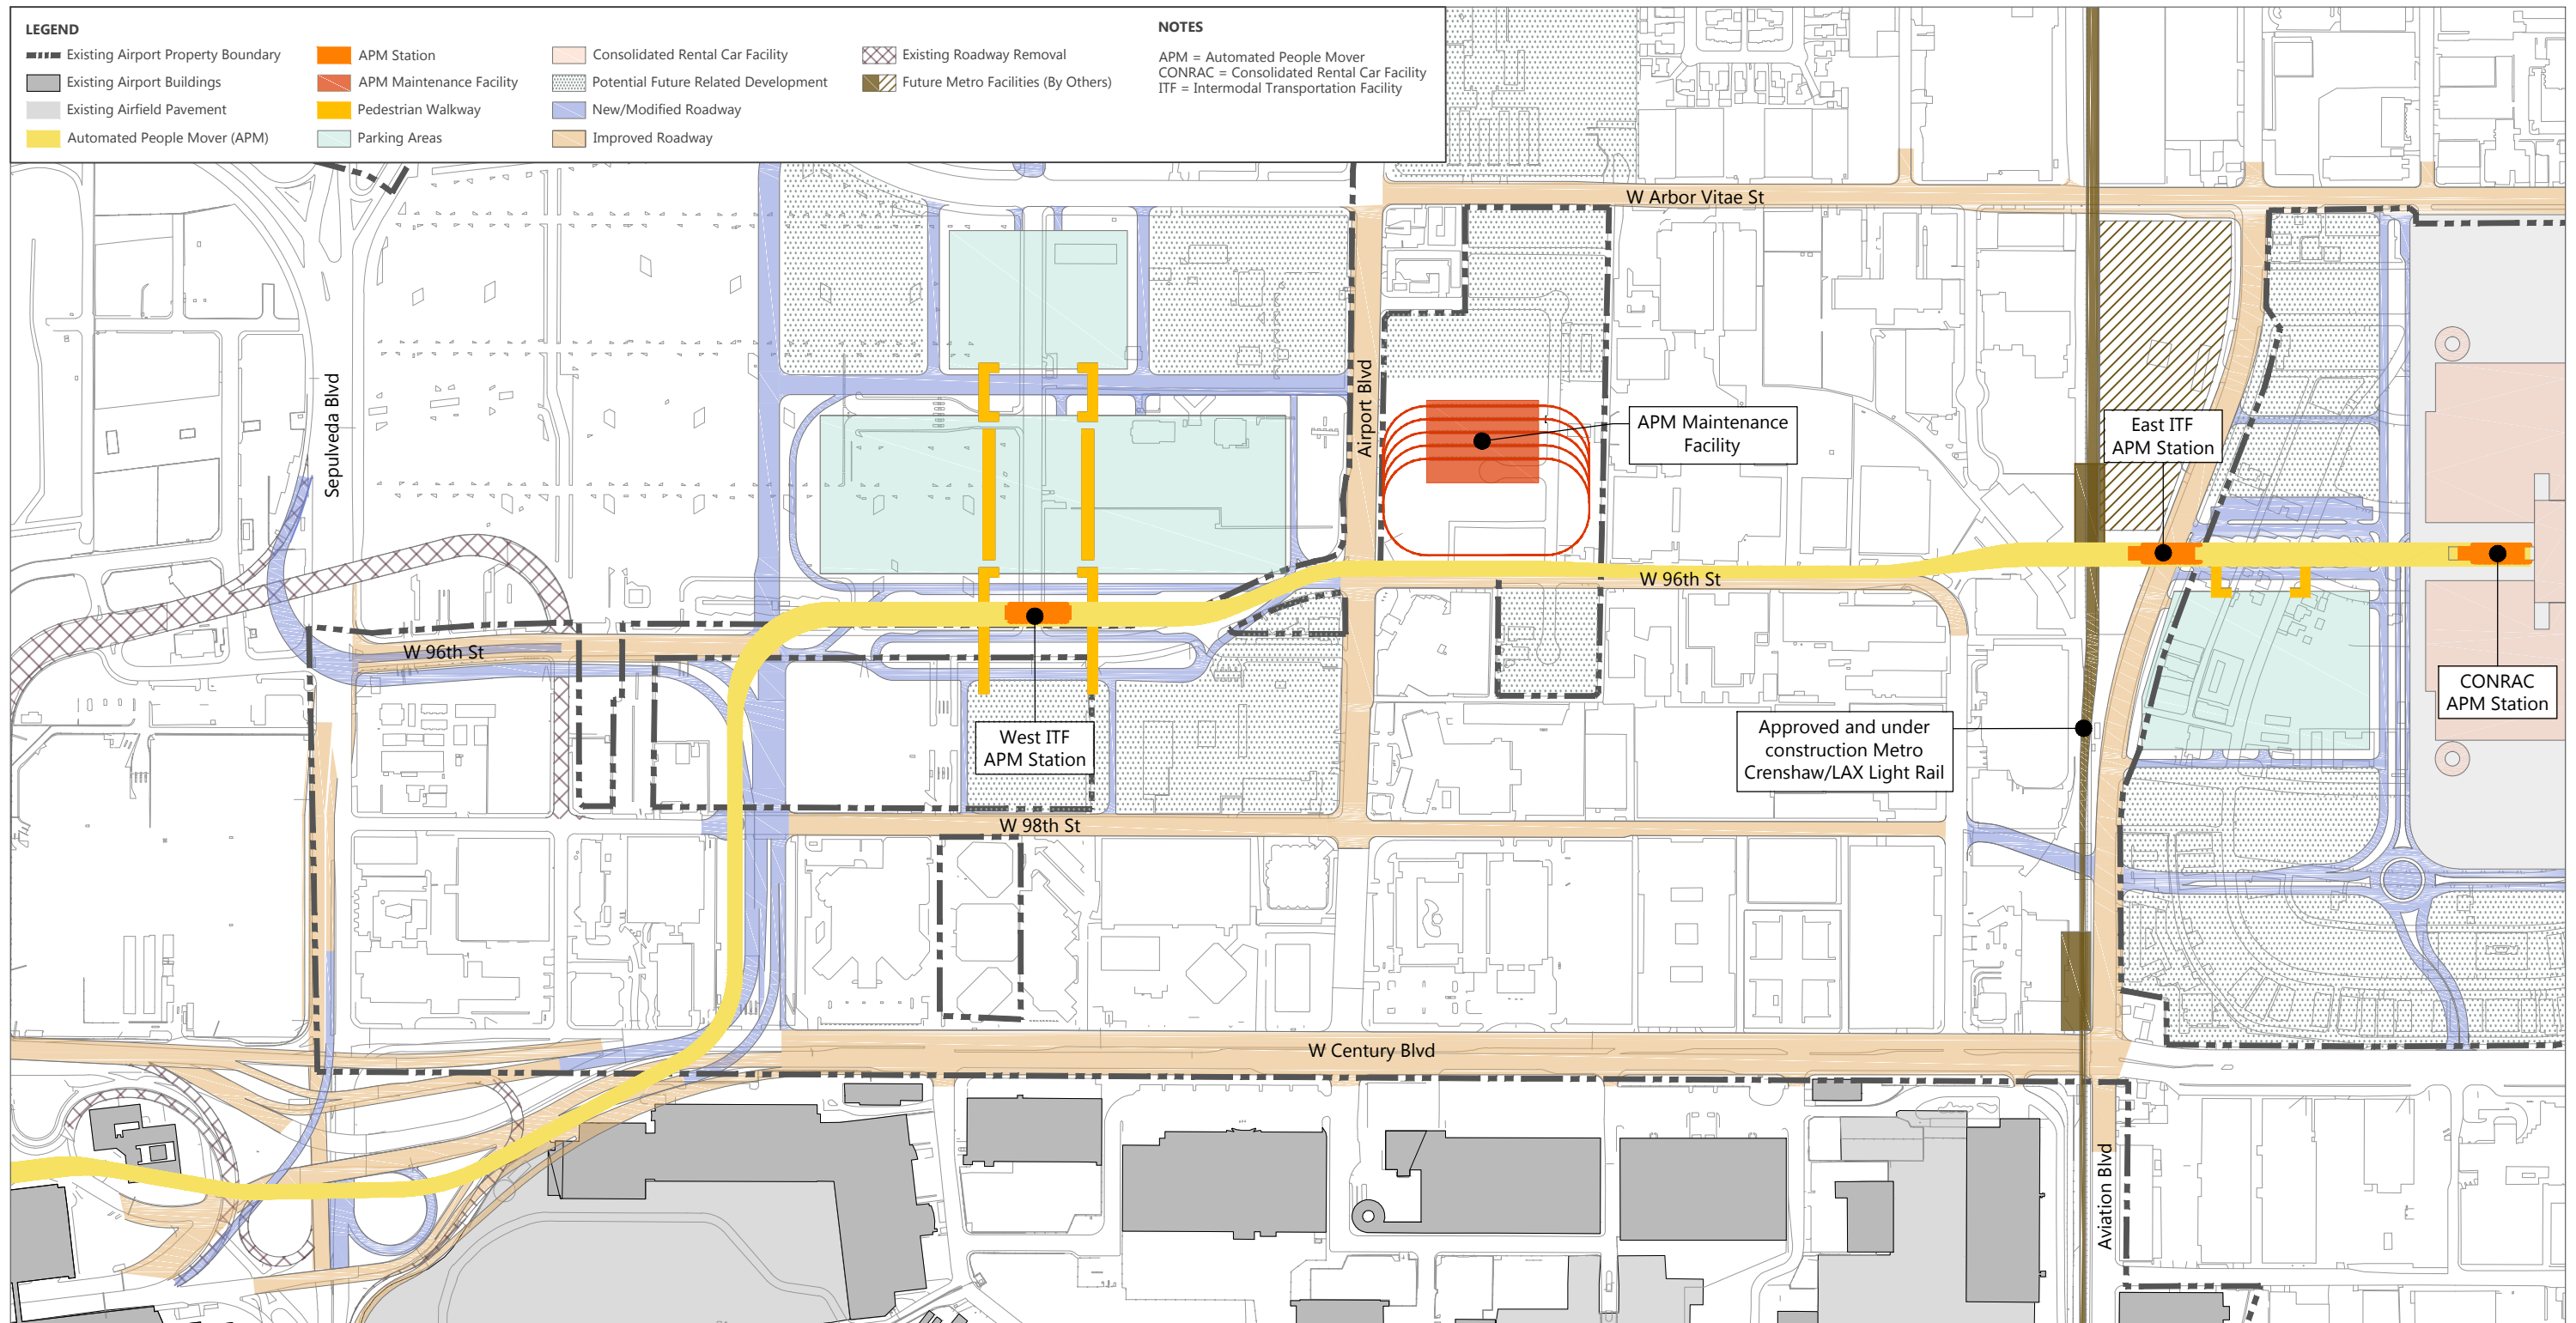 LEGEND
Existing Airport Property Boundary
Existing Airport Buildings
Existing Airfield Pavement
Automated People Mover (APM)
APM Station
APM Maintenance Facility
Pedestrian Walkway
Parking Areas
Consolidated Rental Car Facility
Potential Future Related Development
New/Modified Roadway
Improved Roadway
Existing Roadway Removal
Future Metro Facilities (By Others)
NOTES
APM = Automated People Mover
CONRAC = Consolidated Rental Car Facility
ITF = Intermodal Transportation Facility
W Arbor Vitae St
Sepulveda Blvd
Airport Blvd
APM Maintenance
Facility
East ITF
APM Station
W 96th St
W 96th St
CONRAC
APM Station
West ITF
APM Station
Approved and under
construction Metro
Crenshaw/LAX Light Rail
W 98th St
W Century Blvd
Aviation Blvd